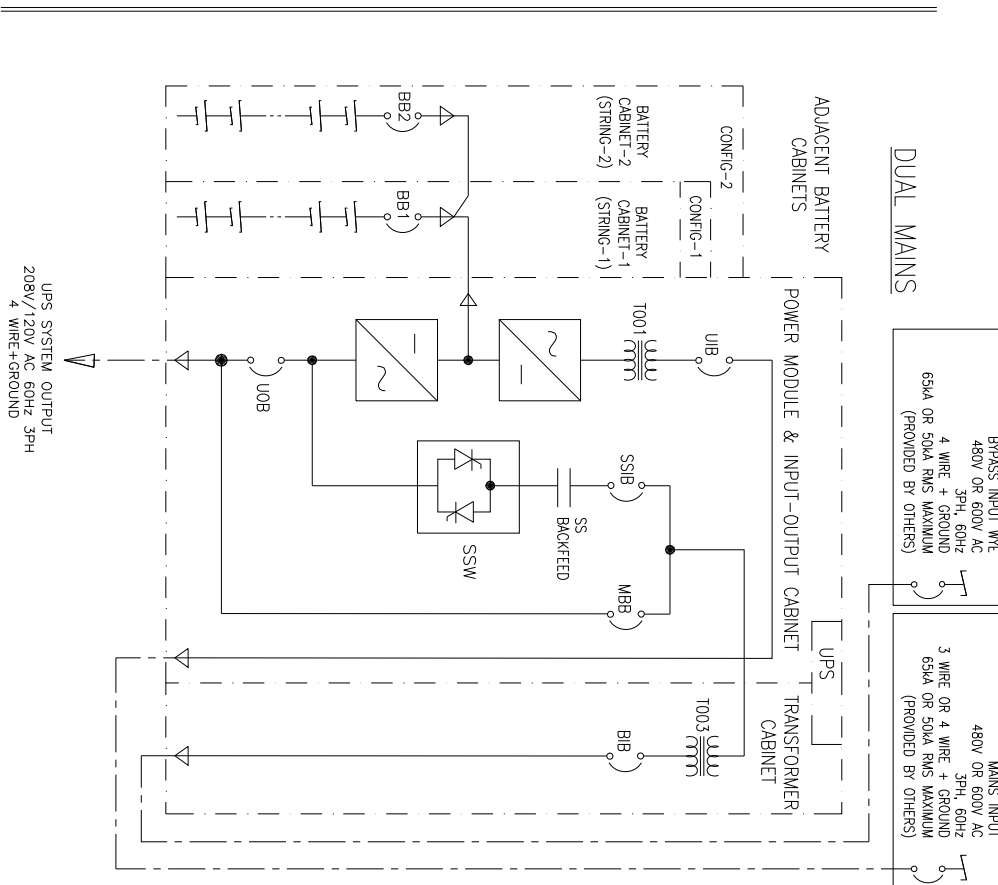 DUAL MAINS
ADJACENT BATTERY
CABINETS
CONFIG-2
BATTERY
CABINET-2
(STRING-2)
BB2
CONFIG-1
BATTERY
CABINET-1
(STRING-1)
BB1
BYPASS INPUT WYE
480V OR 600V AC
3PH, 60Hz
4 WIRE + GROUND
65kA OR 50kA RMS MAXIMUM
(PROVIDED BY OTHERS)
MAINS INPUT
480V OR 600V AC
3PH, 60Hz
3 WIRE OR 4 WIRE + GROUND
65kA OR 50kA RMS MAXIMUM
(PROVIDED BY OTHERS)
POWER MODULE & INPUT-OUTPUT CABINET
UPS
TRANSFORMER
CABINET
UIB
T001
T003
SSIB
MBB
BIB
SS
BACKFEED
SSW
UOB
UPS SYSTEM OUTPUT
208V/120V AC 60Hz 3PH
4 WIRE+GROUND